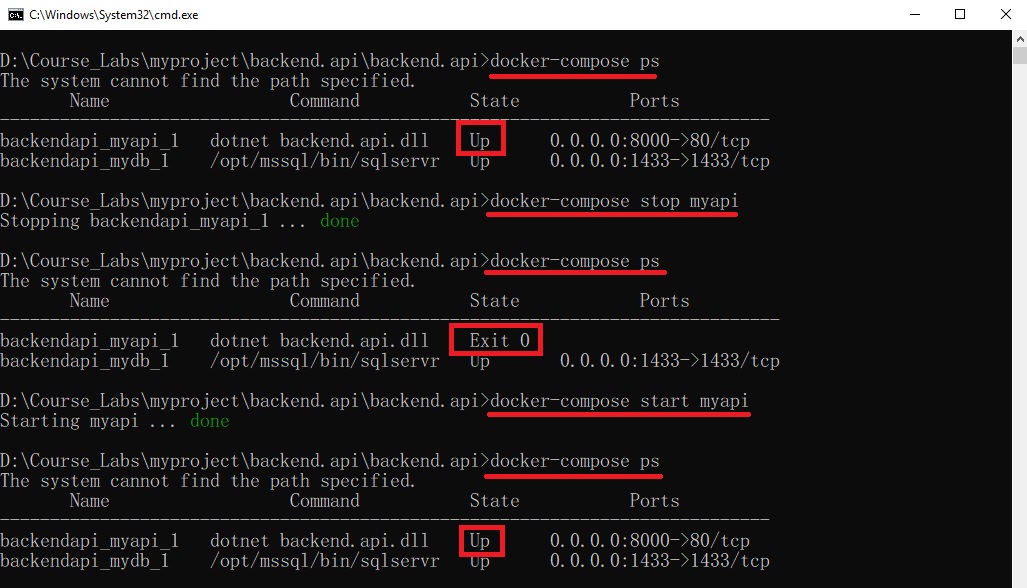 C:\Windows\System32\cmd.exe
D:\Course_Labs\myproject\backend.api\backend.api>docker-compose ps
The system cannot find the path specified.
Name Command State Ports
-----------------------------------------------------------------------------
backendapi_myapi_1 dotnet backend.api.dll Up 0.0.0.0:8000->80/tcp
backendapi_mydb_1 /opt/mssql/bin/sqlservr Up 0.0.0.0:1433->1433/tcp
D:\Course_Labs\myproject\backend.api\backend.api>docker-compose stop myapi
Stopping backendapi_myapi_1 ... done
D:\Course_Labs\myproject\backend.api\backend.api>docker-compose ps
The system cannot find the path specified.
Name Command State Ports
------------------------------------------------------------------------------
backendapi_myapi_1 dotnet backend.api.dll Exit 0
backendapi_mydb_1 /opt/mssql/bin/sqlservr Up 0.0.0.0:1433->1433/tcp
D:\Course_Labs\myproject\backend.api\backend.api>docker-compose start myapi
Starting myapi ... done
D:\Course_Labs\myproject\backend.api\backend.api>docker-compose ps
The system cannot find the path specified.
Name Command State Ports
-----------------------------------------------------------------------------
backendapi_myapi_1 dotnet backend.api.dll Up 0.0.0.0:8000->80/tcp
backendapi_mydb_1 /opt/mssql/bin/sqlservr Up 0.0.0.0:1433->1433/tcp